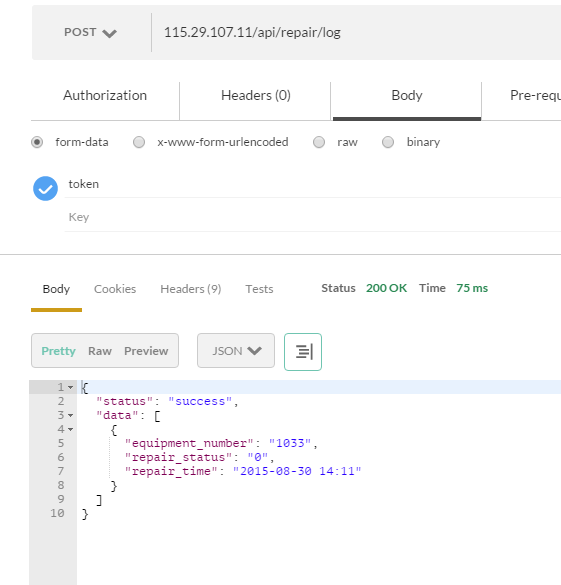 POST 115.29.107.11/api/repair/log
Authorization Headers (0) Body Pre-requ
form-data x-www-form-urlencoded raw binary
token
Key
Body Cookies Headers (9) Tests Status 200 OK Time 75 ms
Pretty Raw Preview JSON
1 {
2 "status": "success",
3 "data": [
4 {
5 "equipment_number": "1033",
6 "repair_status": "0",
7 "repair_time": "2015-08-30 14:11"
8 }
9 ]
10 }